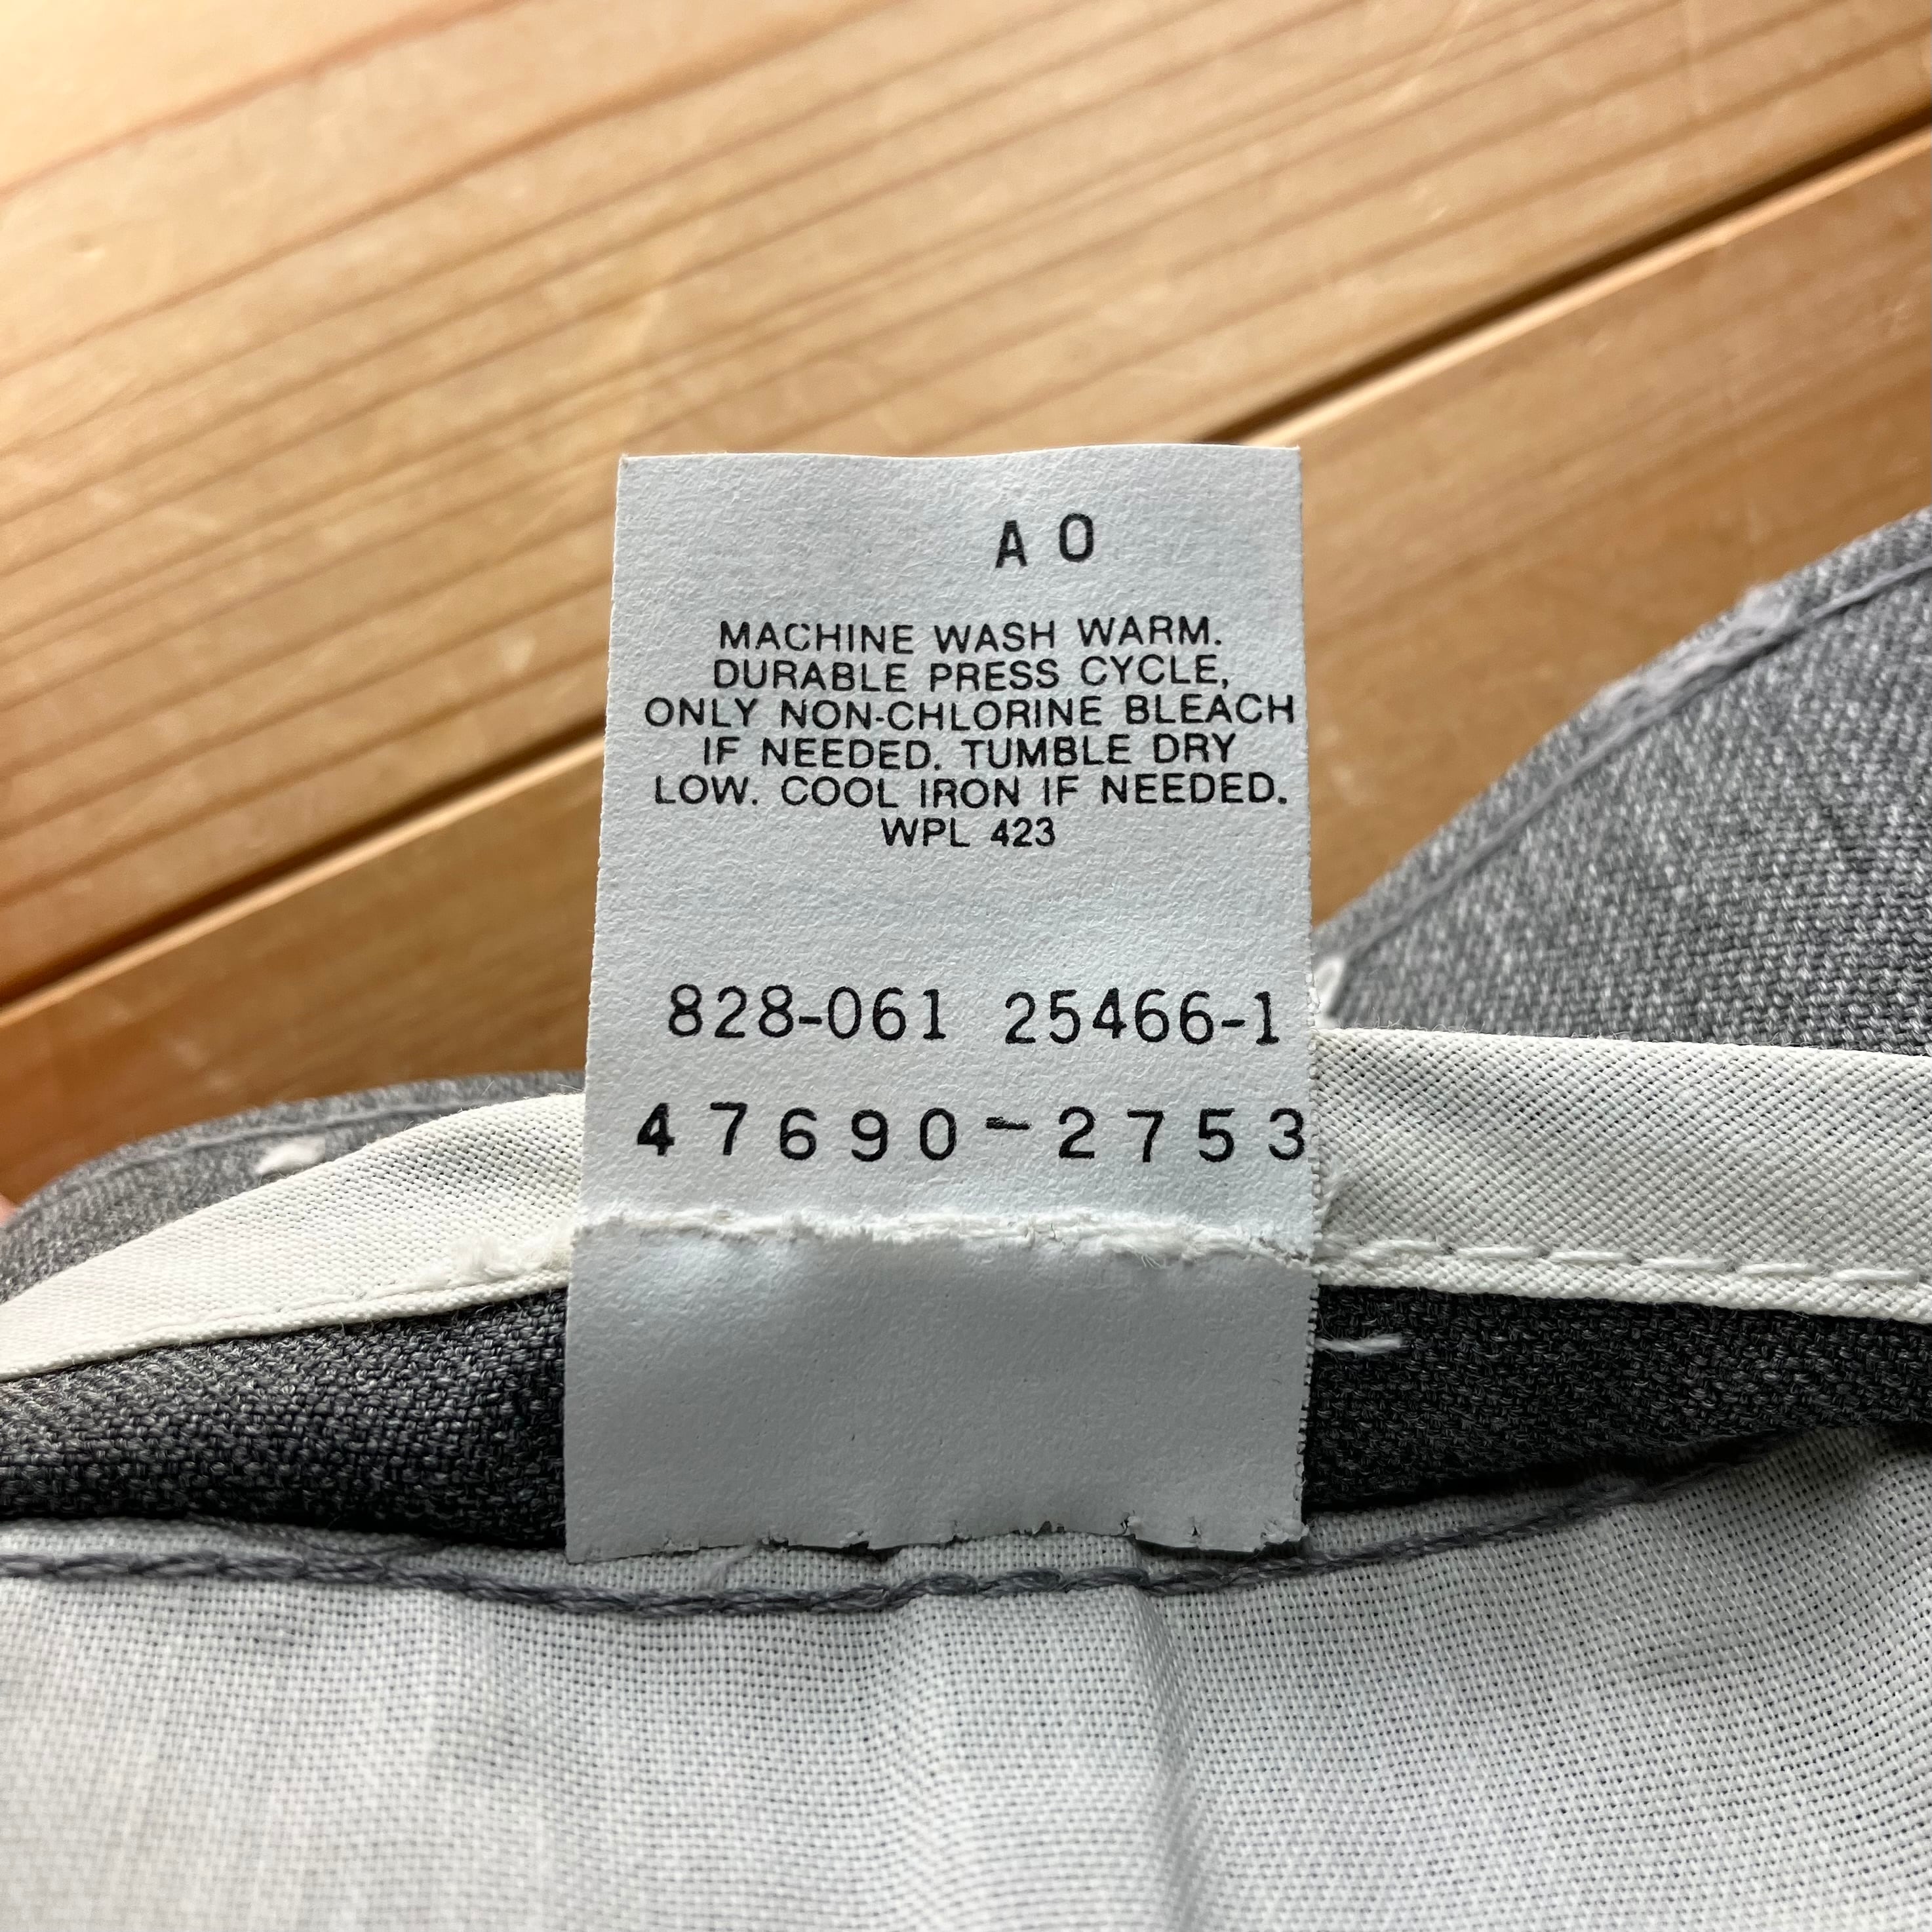 A O
MACHINE WASH WARM.
DURABLE PRESS CYCLE,
ONLY NON-CHLORINE BLEACH
IF NEEDED. TUMBLE DRY
LOW. COOL IRON IF NEEDED.
WPL 423
828-061 25466-1
47690-2753